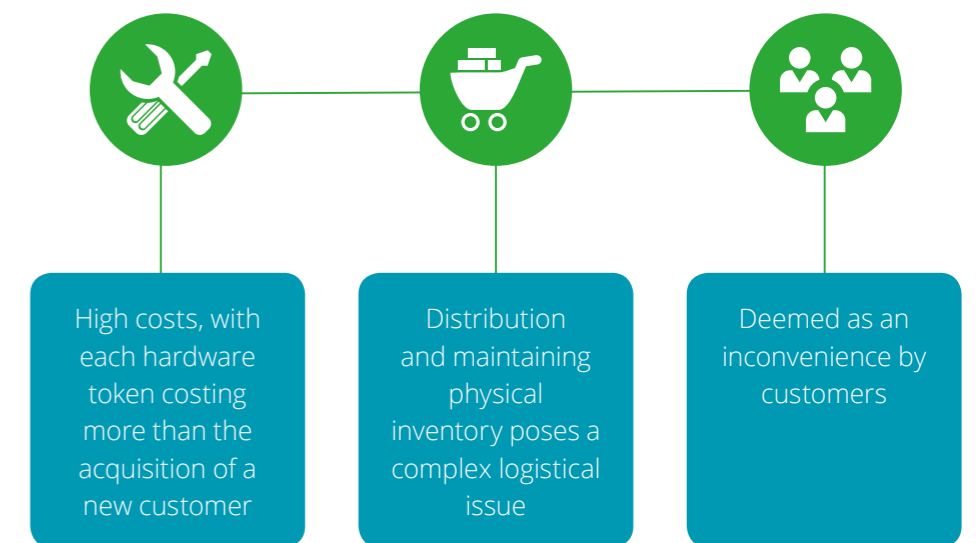 High costs, with
each hardware
token costing
more than the
acquisition of a
new customer
Distribution
and maintaining
physical
inventory poses a
complex logistical
issue
Deemed as an
inconvenience by
customers